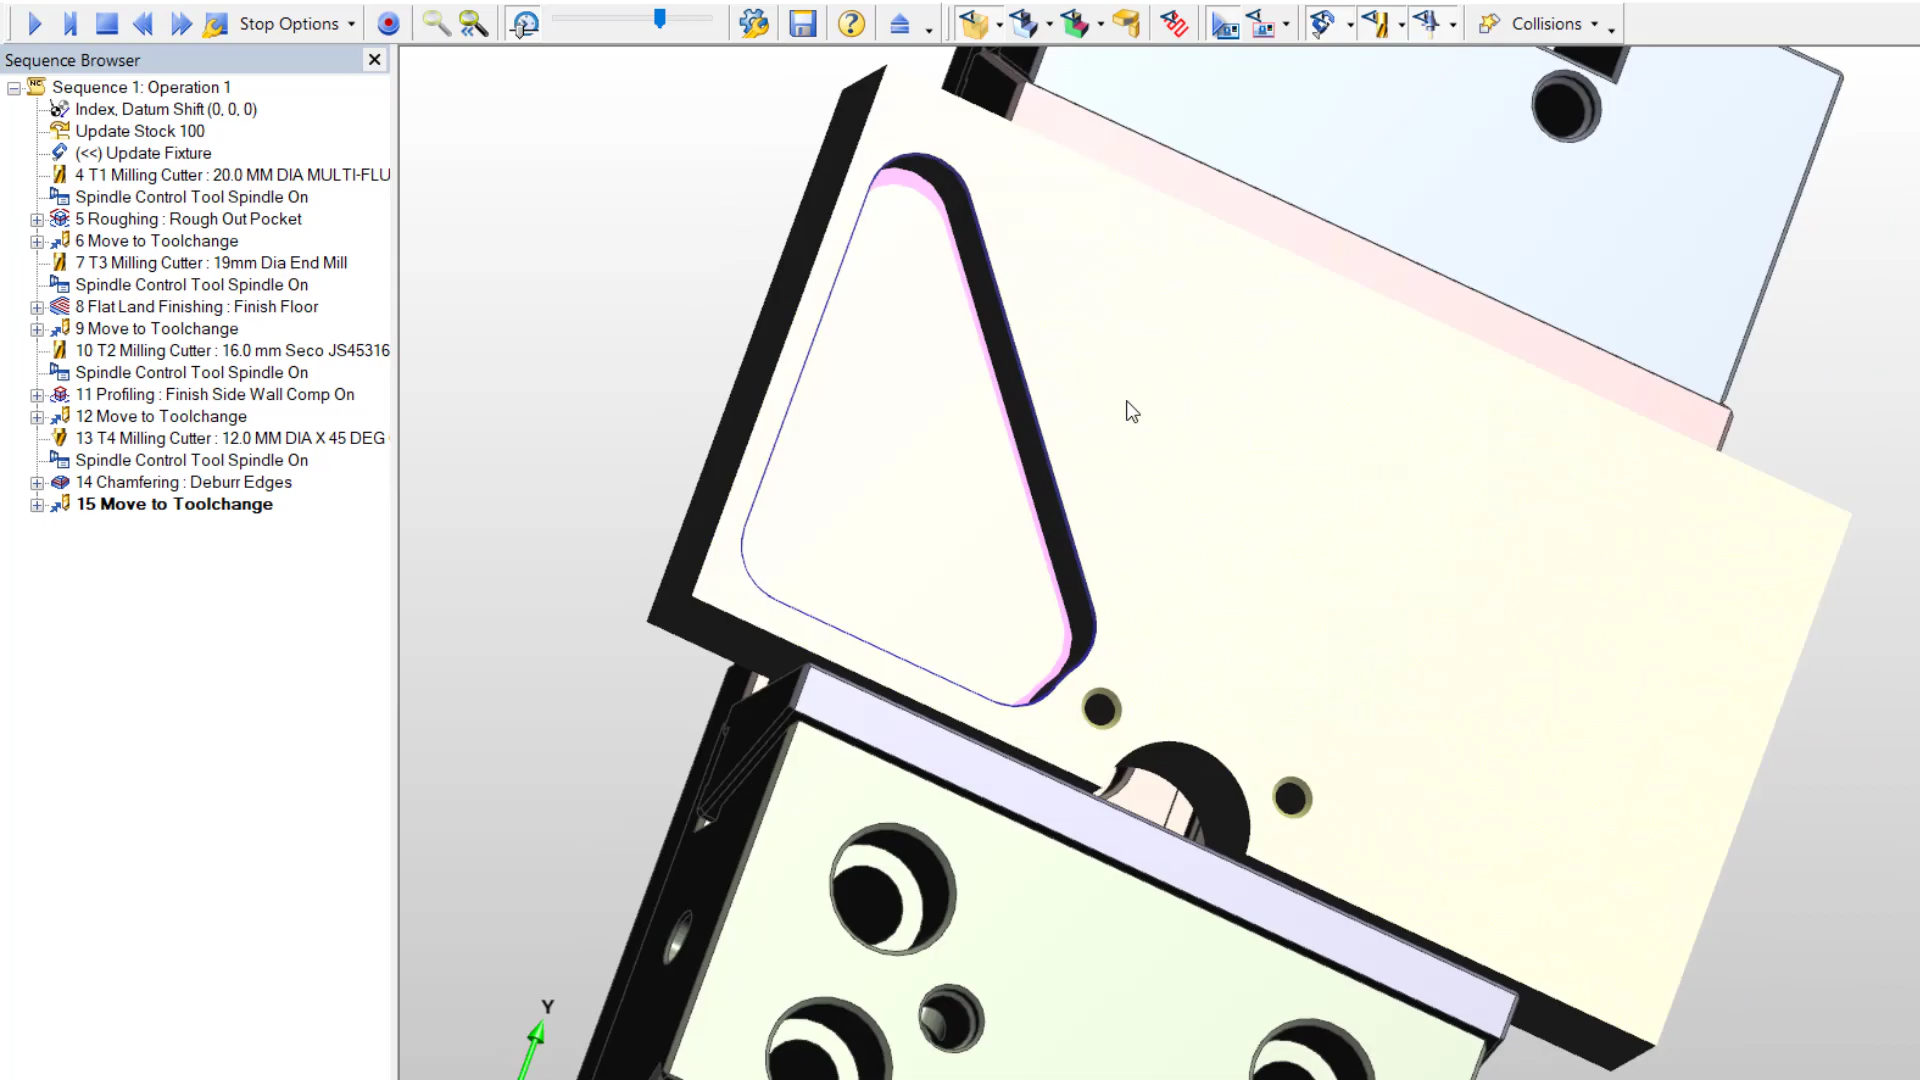 Stop Options
Collisions
Sequence Browser
Sequence 1: Operation 1
Index, Datum Shift (0, 0, 0)
Update Stock 100
(<<) Update Fixture
4 T1 Milling Cutter : 20.0 MM DIA MULTI-FLU
Spindle Control Tool Spindle On
5 Roughing : Rough Out Pocket
6 Move to Toolchange
7 T3 Milling Cutter : 19mm Dia End Mill
Spindle Control Tool Spindle On
8 Flat Land Finishing : Finish Floor
9 Move to Toolchange
10 T2 Milling Cutter : 16.0 mm Seco JS45316
Spindle Control Tool Spindle On
11 Profiling : Finish Side Wall Comp On
12 Move to Toolchange
13 T4 Milling Cutter : 12.0 MM DIA X 45 DEG
Spindle Control Tool Spindle On
14 Chamfering : Deburr Edges
15 Move to Toolchange
Y